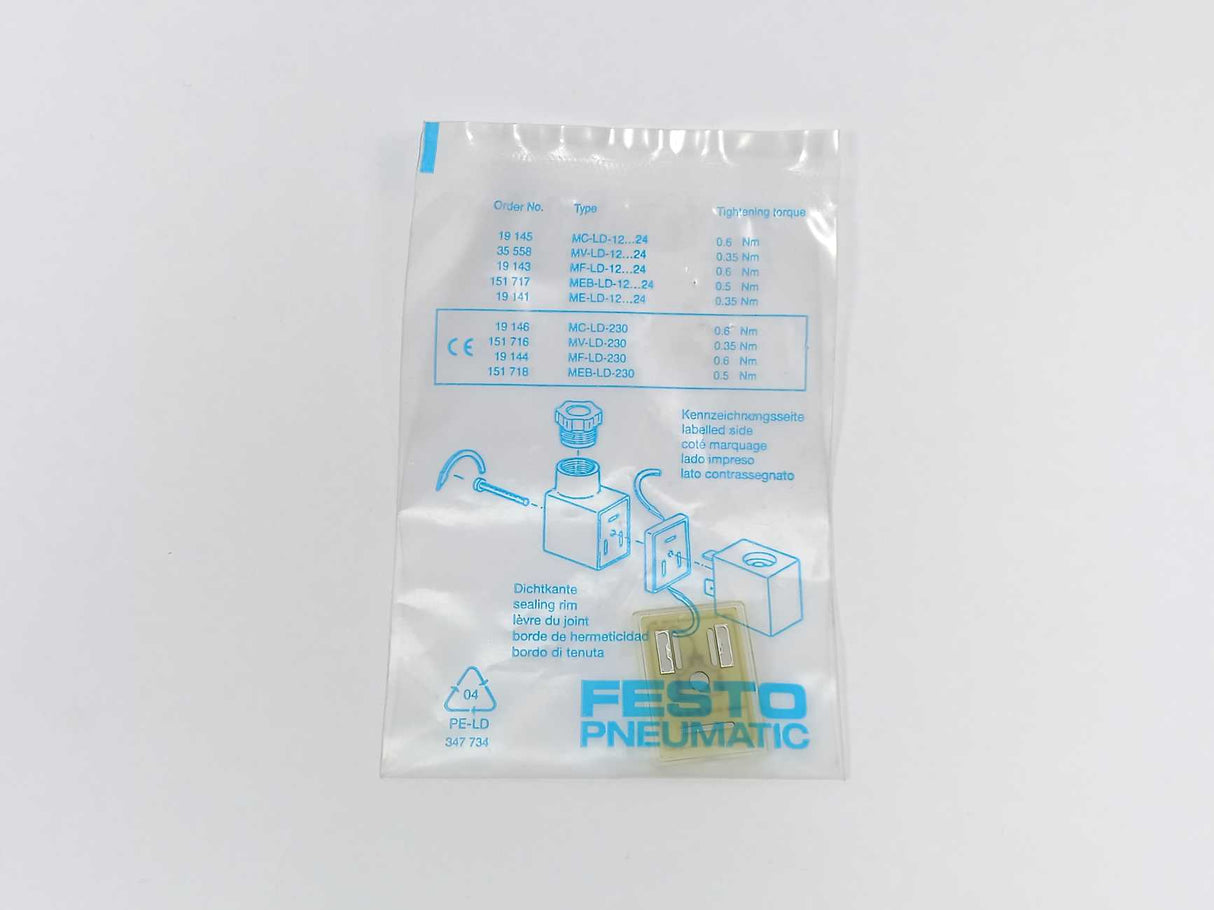 Order No. Type Tightening torque
19 145 MC-LD-12...24 0.6 Nm
35 558 MV-LD-12...24 0.35 Nm
19 143 MF-LD-12...24 0.6 Nm
151 717 MEB-LD-12...24 0.5 Nm
19 141 ME-LD-12...24 0.35 Nm
CE
19 146 MC-LD-230 0.6 Nm
151 716 MV-LD-230 0.35 Nm
19 144 MF-LD-230 0.6 Nm
151 718 MEB-LD-230 0.5 Nm
Kennzeichnungsseite
labelled side
coté marquage
lado impreso
lato contrassegnato
Dichtkante
sealing rim
lèvre du joint
borde de hermeticidad
bordo di tenuta
04
PE-LD
347 734
FESTO
PNEUMATIC